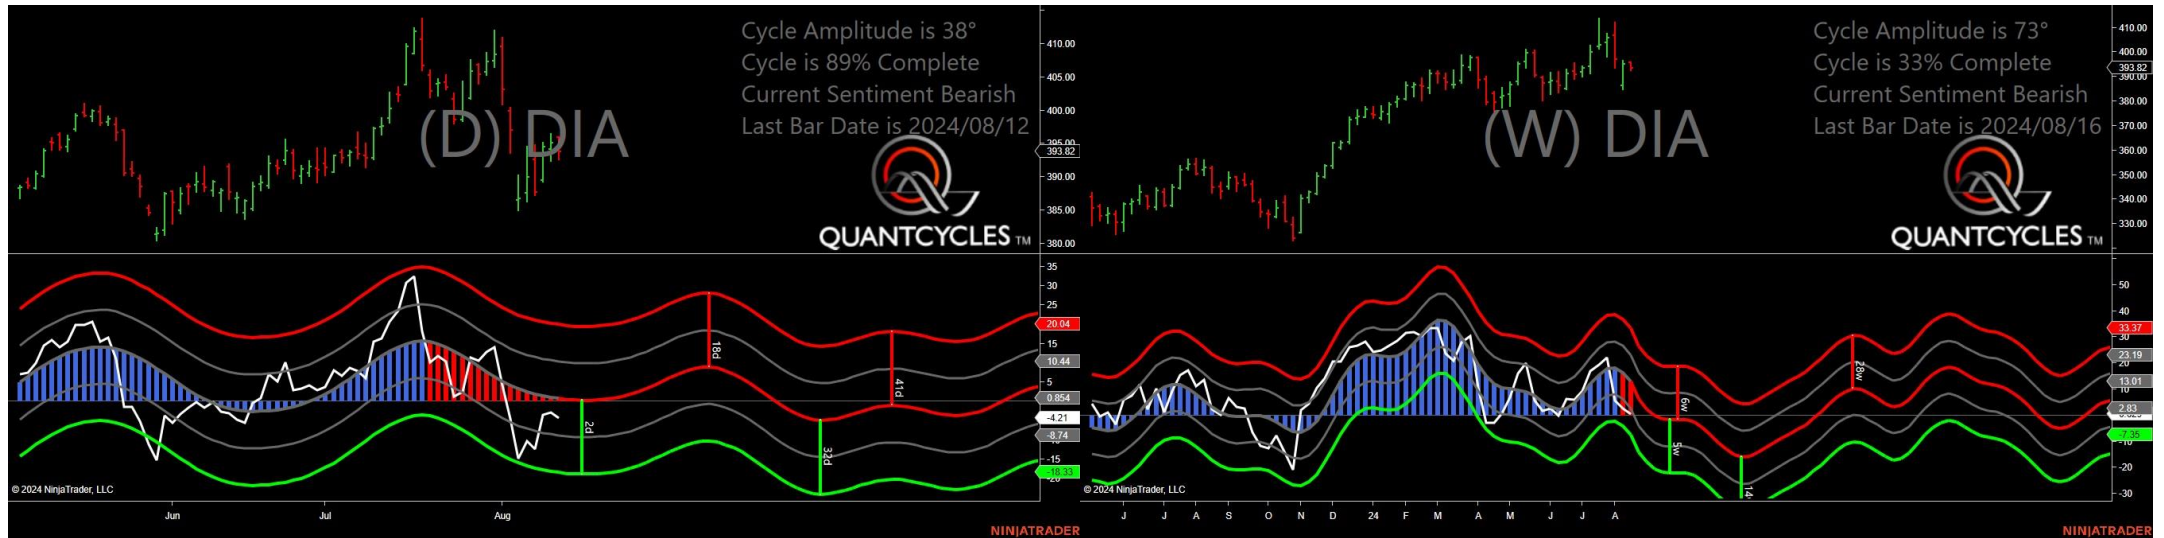 Cycle Amplitude is 38°
Cycle is 89% Complete
Current Sentiment Bearish
Last Bar Date is 2024/08/12
(D) DIA
QUANTCYCLES TM
410.00
405.00
400.00
395.00
393.82
390.00
385.00
380.00
35
30
25
20.04
15
10.44
5
0.854
-4.21
-8.74
-15
-18.33
18d
41d
2d
32d
© 2024 NinjaTrader, LLC
Jun Jul Aug
NINJATRADER
Cycle Amplitude is 73°
Cycle is 33% Complete
Current Sentiment Bearish
Last Bar Date is 2024/08/16
(W) DIA
QUANTCYCLES TM
410.00
400.00
393.82
390.00
380.00
370.00
360.00
350.00
340.00
330.00
50
40
33.37
30
23.19
13.01
2.83
-7.35
-20
-30
28w
6w
5w
14
© 2024 NinjaTrader, LLC
J J A S O N D 24 F M A M J J A
NINJATRADER